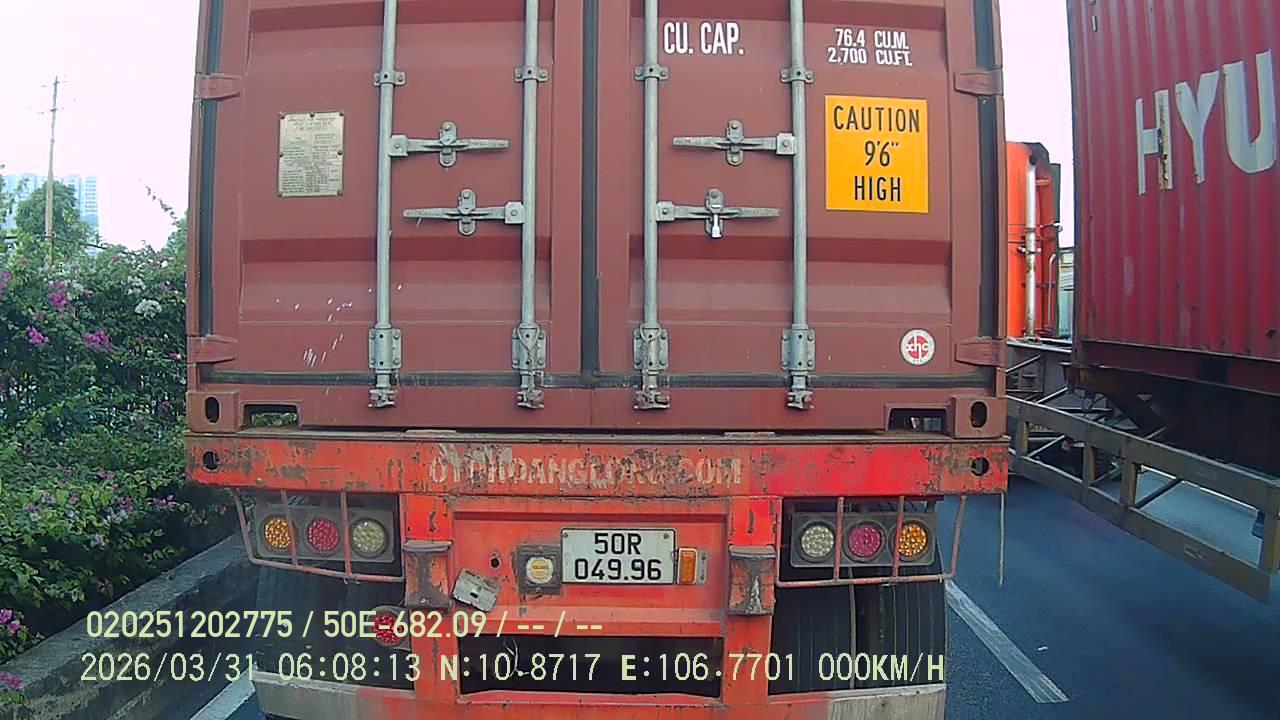 CU. CAP.
76.4 CU.M.
2,700 CU.FT.
CAUTION
9'6"
HIGH
HYU
xhc
50R
049.96
020251202775 / 50E-682.09 / -- / --
2026/03/31 06:08:13 N:10.8717 E:106.7701 000KM/H